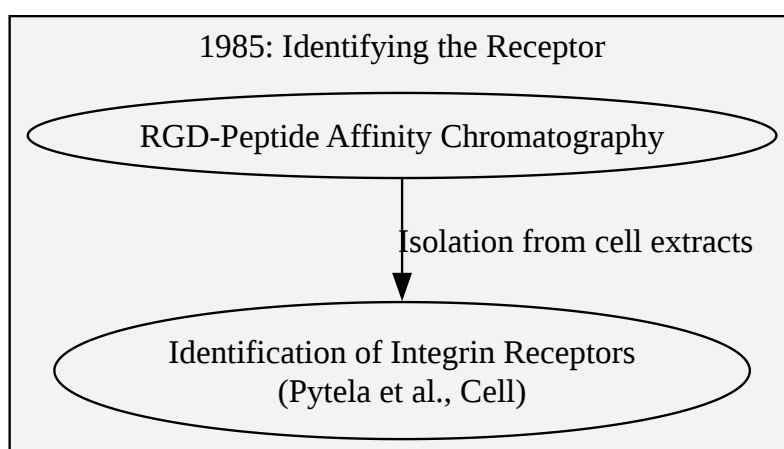 1985: Identifying the Receptor
RGD-Peptide Affinity Chromatography
Isolation from cell extracts
Identification of Integrin Receptors
(Pytela et al., Cell)